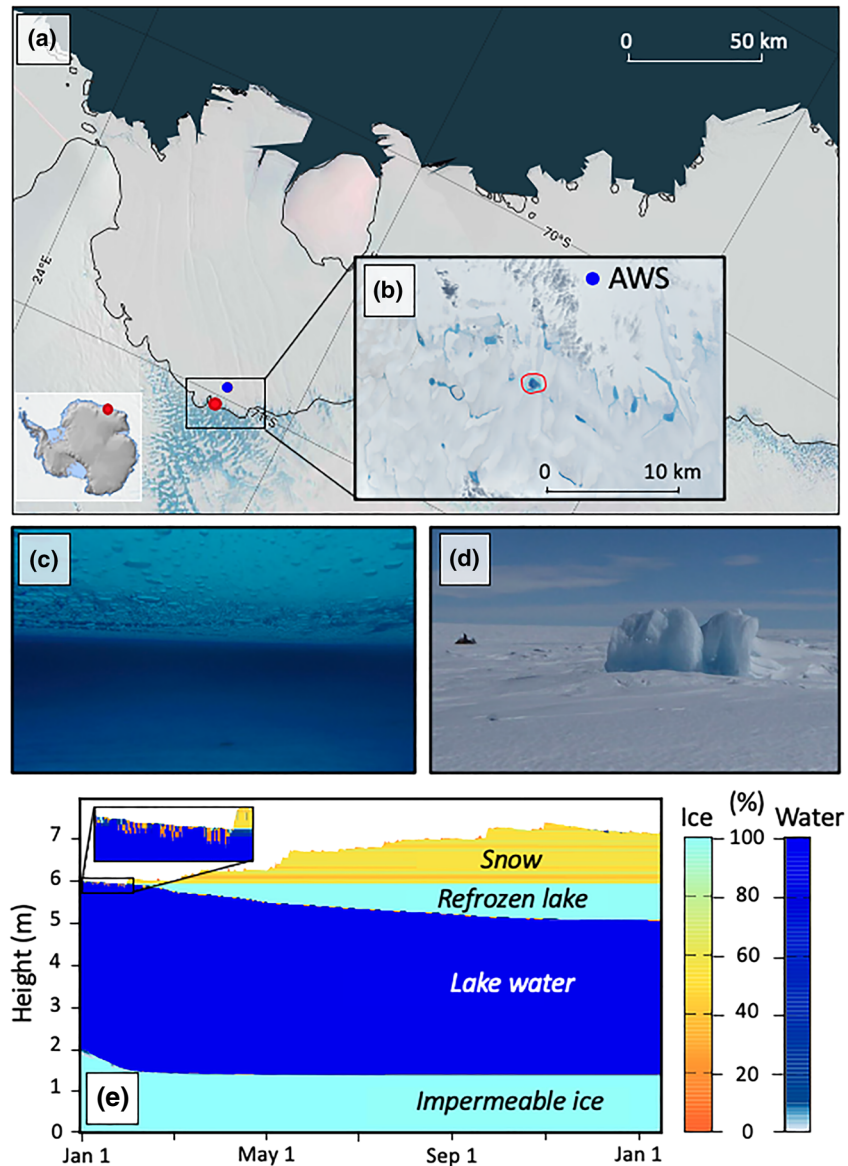 (a)
0 50 km
24°E
70°S
(b)
AWS
0 10 km
(c)
(d)
(%)
Ice Water
7
6
5
4
3
2
1
0
Height (m)
Snow
Refrozen lake
Lake water
Impermeable ice
(e)
100
80
60
40
20
0
Jan 1 May 1 Sep 1 Jan 1